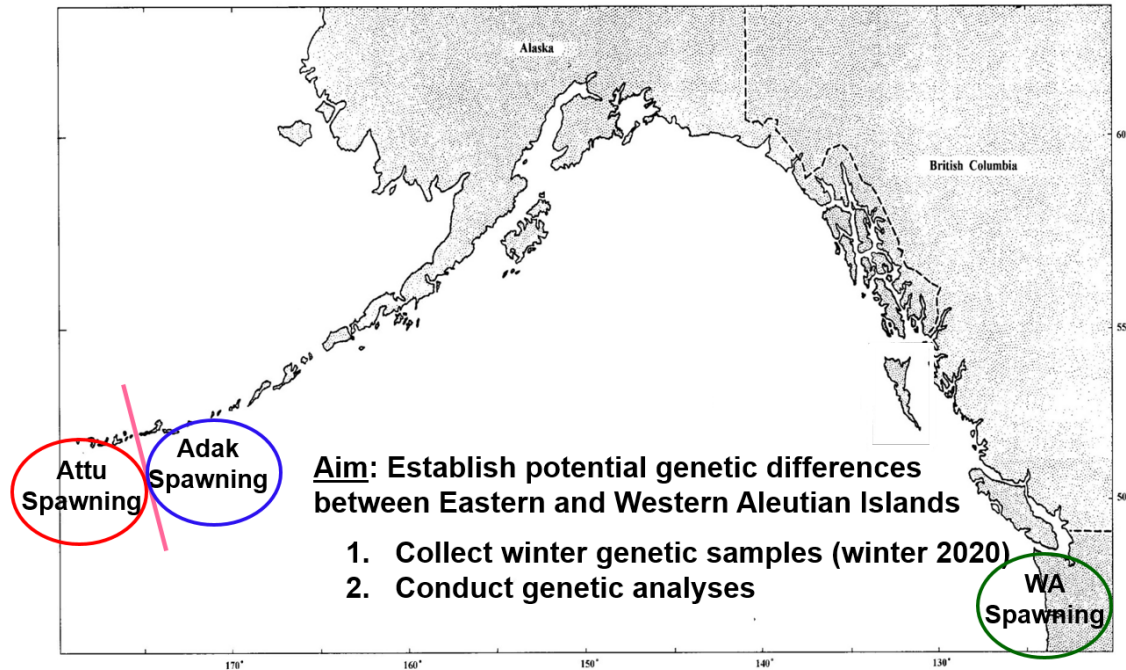 Alaska
British Columbia
60
55
50
Attu
Spawning
Adak
Spawning
Aim: Establish potential genetic differences
between Eastern and Western Aleutian Islands
1. Collect winter genetic samples (winter 2020)
2. Conduct genetic analyses
WA
Spawning
170°
160°
150°
140°
130°